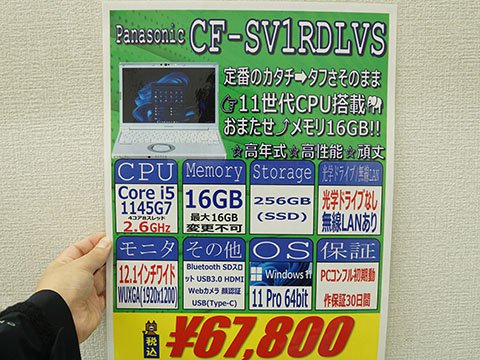 Panasonic CF-SV1RDLVS
定番のカタチ➡タフさそのまま
11世代CPU搭載
おまたせ⤴メモリ16GB!!
☆高年式☆高性能☆頑丈
CPU
Core i5
1145G7
4コア8スレッド
2.6GHz
Memory
16GB
最大16GB
変更不可
Storage
256GB
(SSD)
光学ドライブ/無線LAN
光学ドライブなし
無線LANあり
モニタ
12.1インチワイド
WUXGA(1920x1200)
その他
Bluetooth SDスロ
ット USB3.0 HDMI
Webカメラ 顔認証
USB(Type-C)
OS
Windows 11
11 Pro 64bit
保証
PCコンフル初期動
作保証30日間
税込
¥67,800